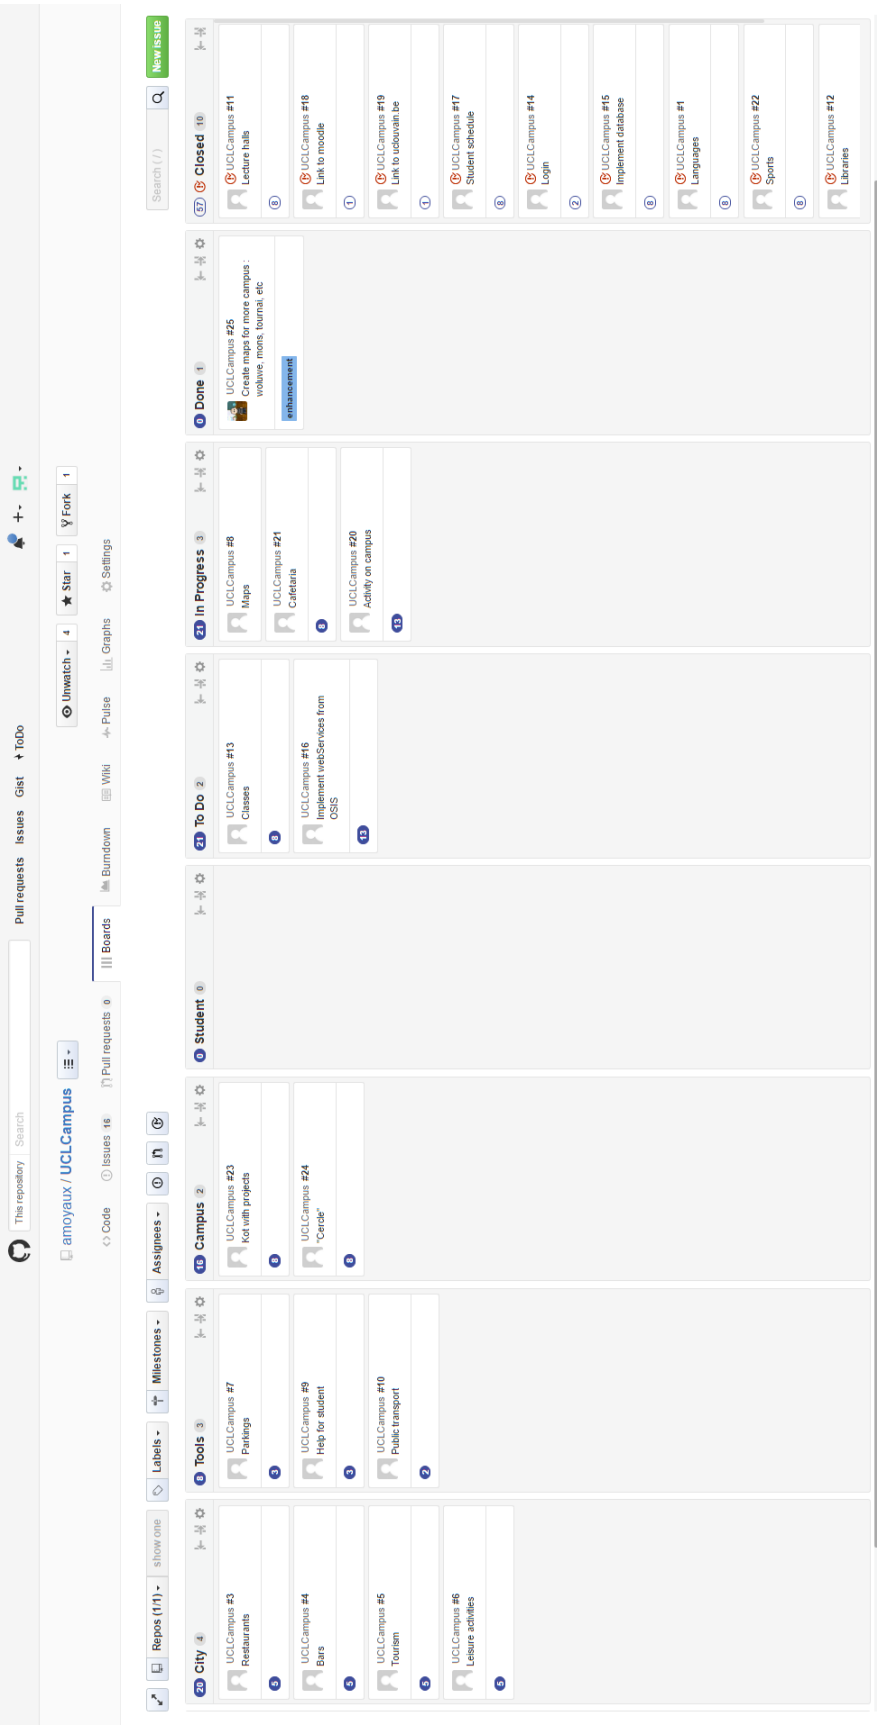 This repository Search Pull requests Issues Gist ToDo
amoyaux / UCLCampus Unwatch 4 Star 1 Fork 1
Code Issues 16 Pull requests 0 Boards Burndown Wiki Pulse Graphs Settings
Repos (1/1) show one Labels Milestones Assignees Search ( / ) New issue
20 City 4
UCLCampus #3
Restaurants
5
UCLCampus #4
Bars
5
UCLCampus #5
Tourism
5
UCLCampus #6
Leisure activities
5
8 Tools 3
UCLCampus #7
Parkings
3
UCLCampus #9
Help for student
3
UCLCampus #10
Public transport
2
16 Campus 2
UCLCampus #23
Kot with projects
8
UCLCampus #24
"Cercle"
8
0 Student 0
21 To Do 2
UCLCampus #13
Classes
8
UCLCampus #16
Implement webServices from
OSIS
13
21 In Progress 3
UCLCampus #8
Maps
UCLCampus #21
Cafetaria
8
UCLCampus #20
Activity on campus
13
0 Done 1
UCLCampus #25
Create maps for more campus :
woluwe, mons, tournai, etc
enhancement
57 Closed 10
UCLCampus #11
Lecture halls
8
UCLCampus #18
Link to moodle
1
UCLCampus #19
Link to uclouvain.be
1
UCLCampus #17
Student schedule
8
UCLCampus #14
Login
2
UCLCampus #15
Implement database
8
UCLCampus #1
Languages
8
UCLCampus #22
Sports
8
UCLCampus #12
Libraries